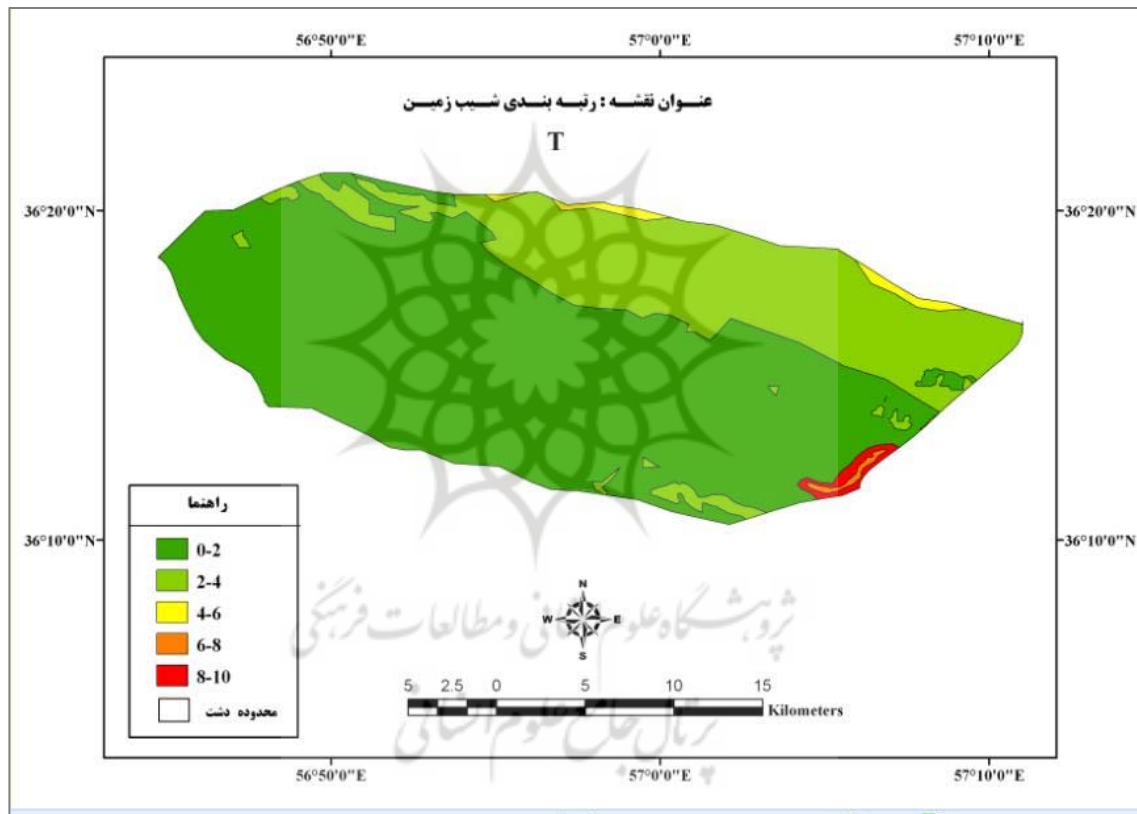 56°50'0"E 57°0'0"E 57°10'0"E
عنوان نقشه : رتبه بندی شیب زمین
T
36°20'0"N 36°20'0"N
36°10'0"N 36°10'0"N
راهنما
0-2
2-4
4-6
6-8
8-10
محدوده دشت
N
W E
S
پژوهشگاه علوم انسانی و مطالعات فرهنگی
5 2.5 0 5 10 15
Kilometers
پرتال جامع علوم انسانی
56°50'0"E 57°0'0"E 57°10'0"E